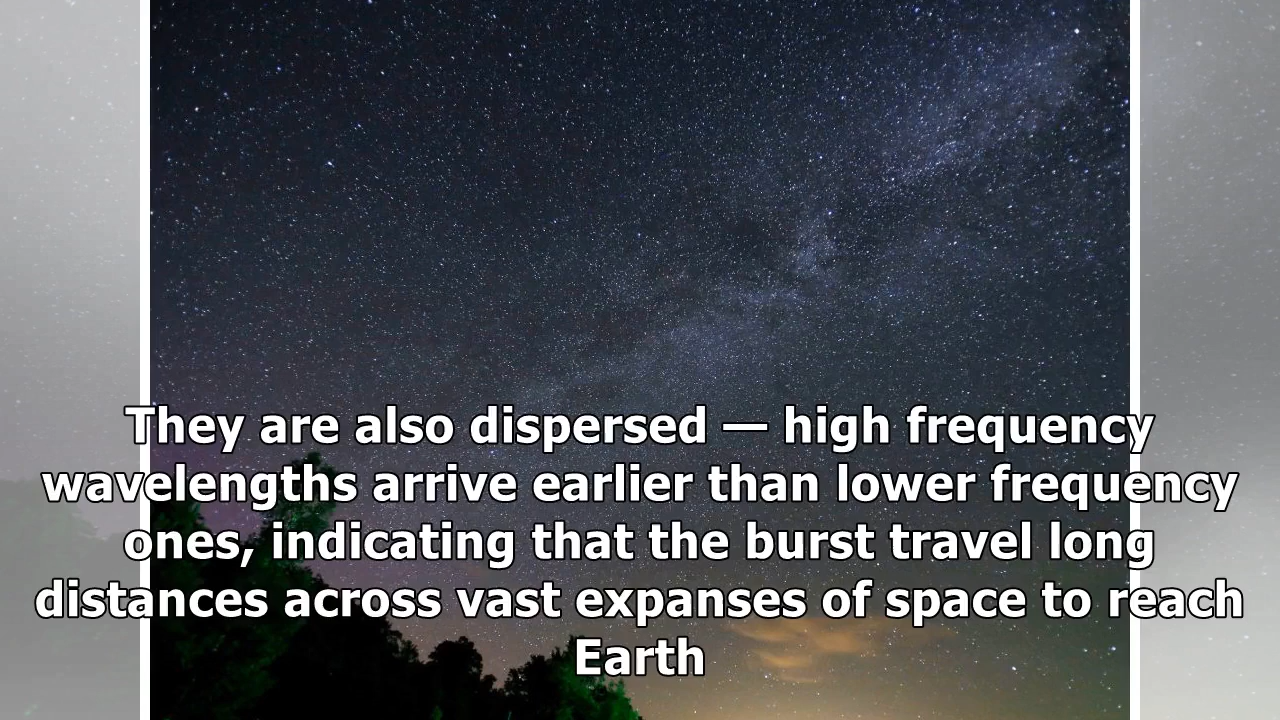 They are also dispersed — high frequency
wavelengths arrive earlier than lower frequency
ones, indicating that the burst travel long
distances across vast expanses of space to reach
Earth